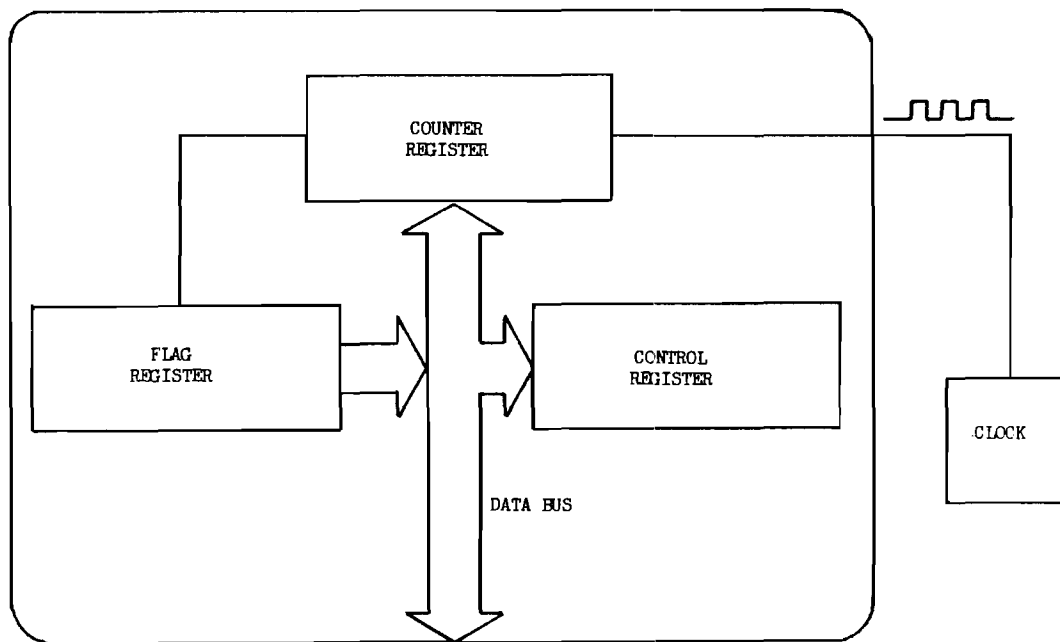 COUNTER
REGISTER
FLAG
REGISTER
CONTROL
REGISTER
CLOCK
DATA BUS